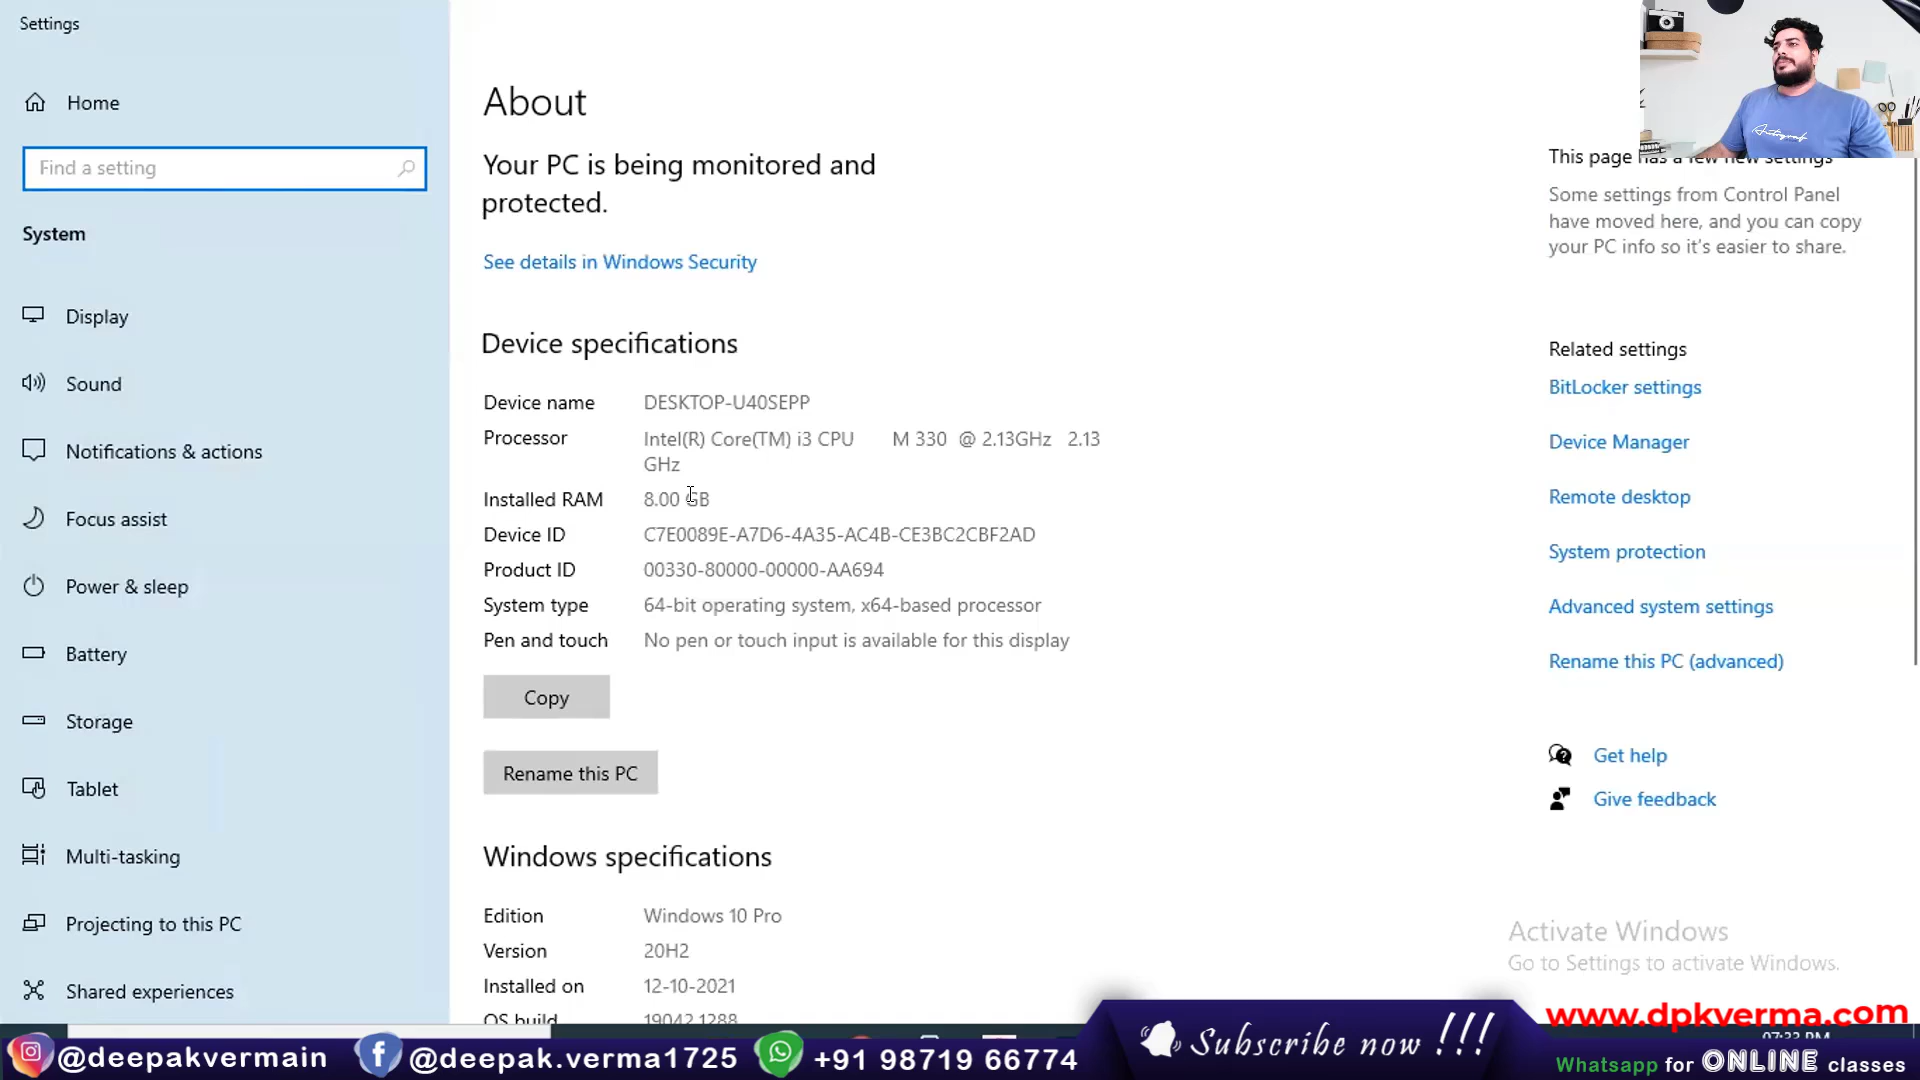 Settings
Home
Find a setting
System
Display
Sound
Notifications & actions
Focus assist
Power & sleep
Battery
Storage
Tablet
Multi-tasking
Projecting to this PC
Shared experiences
About
Your PC is being monitored and
protected.
See details in Windows Security
Device specifications
Device name DESKTOP-U40SEPP
Processor Intel(R) Core(TM) i3 CPU M 330 @ 2.13GHz 2.13
GHz
Installed RAM 8.00 GB
Device ID C7E0089E-A7D6-4A35-AC4B-CE3BC2CBF2AD
Product ID 00330-80000-00000-AA694
System type 64-bit operating system, x64-based processor
Pen and touch No pen or touch input is available for this display
Copy
Rename this PC
Windows specifications
Edition Windows 10 Pro
Version 20H2
Installed on 12-10-2021
OS build 19042.1288
This page has a few new settings
Some settings from Control Panel
have moved here, and you can copy
your PC info so it's easier to share.
Related settings
BitLocker settings
Device Manager
Remote desktop
System protection
Advanced system settings
Rename this PC (advanced)
Get help
Give feedback
Activate Windows
Go to Settings to activate Windows.
www.dpkverma.com
@deepakvermain
@deepak.verma1725
+91 98719 66774
Subscribe now !!!
Whatsapp for ONLINE classes